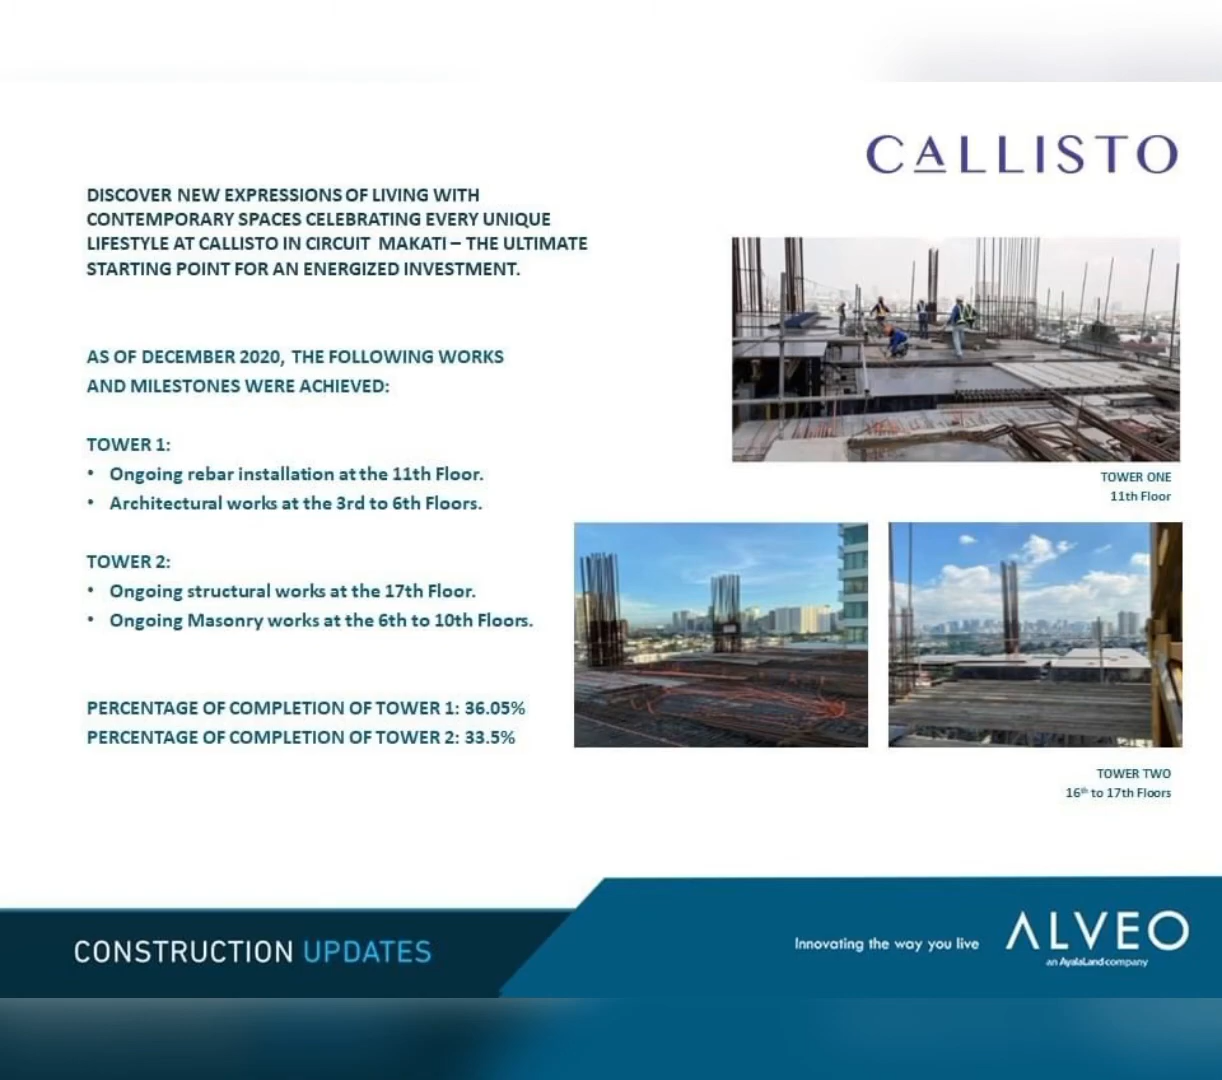 CALLISTO
DISCOVER NEW EXPRESSIONS OF LIVING WITH
CONTEMPORARY SPACES CELEBRATING EVERY UNIQUE
LIFESTYLE AT CALLISTO IN CIRCUIT MAKATI – THE ULTIMATE
STARTING POINT FOR AN ENERGIZED INVESTMENT.
AS OF DECEMBER 2020, THE FOLLOWING WORKS
AND MILESTONES WERE ACHIEVED:
TOWER 1:
• Ongoing rebar installation at the 11th Floor.
• Architectural works at the 3rd to 6th Floors.
TOWER 2:
• Ongoing structural works at the 17th Floor.
• Ongoing Masonry works at the 6th to 10th Floors.
PERCENTAGE OF COMPLETION OF TOWER 1: 36.05%
PERCENTAGE OF COMPLETION OF TOWER 2: 33.5%
TOWER ONE
11th Floor
TOWER TWO
16th to 17th Floors
CONSTRUCTION UPDATES
Innovating the way you live
ALVEO
an AyalaLand company